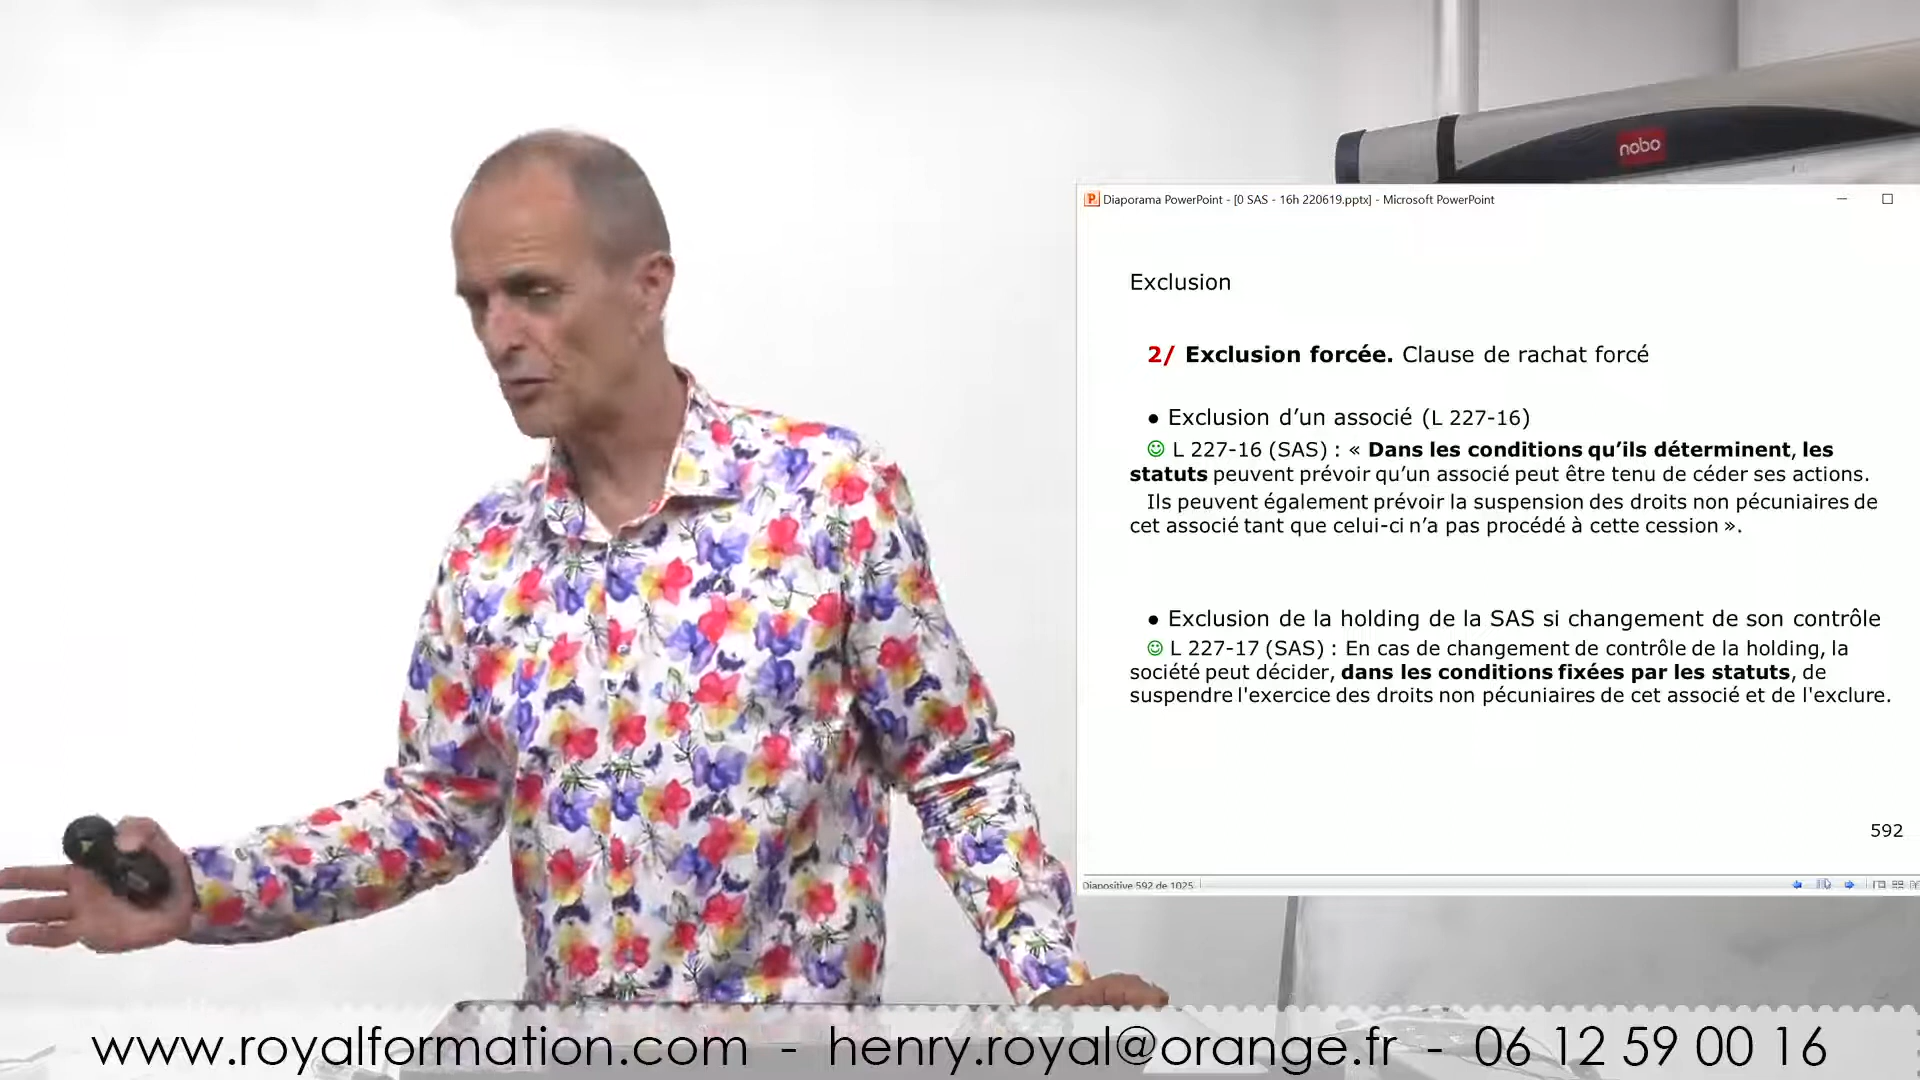 nobo
Diaporama PowerPoint - [0 SAS - 16h 220619.pptx] - Microsoft PowerPoint
Exclusion
2/ Exclusion forcée. Clause de rachat forcé
● Exclusion d’un associé (L 227-16)
☺ L 227-16 (SAS) : « Dans les conditions qu’ils déterminent, les
statuts peuvent prévoir qu’un associé peut être tenu de céder ses actions.
Ils peuvent également prévoir la suspension des droits non pécuniaires de
cet associé tant que celui-ci n’a pas procédé à cette cession ».
● Exclusion de la holding de la SAS si changement de son contrôle
☺ L 227-17 (SAS) : En cas de changement de contrôle de la holding, la
société peut décider, dans les conditions fixées par les statuts, de
suspendre l'exercice des droits non pécuniaires de cet associé et de l'exclure.
592
Diapositive 592 de 1025
www.royalformation.com - henry.royal@orange.fr - 06 12 59 00 16